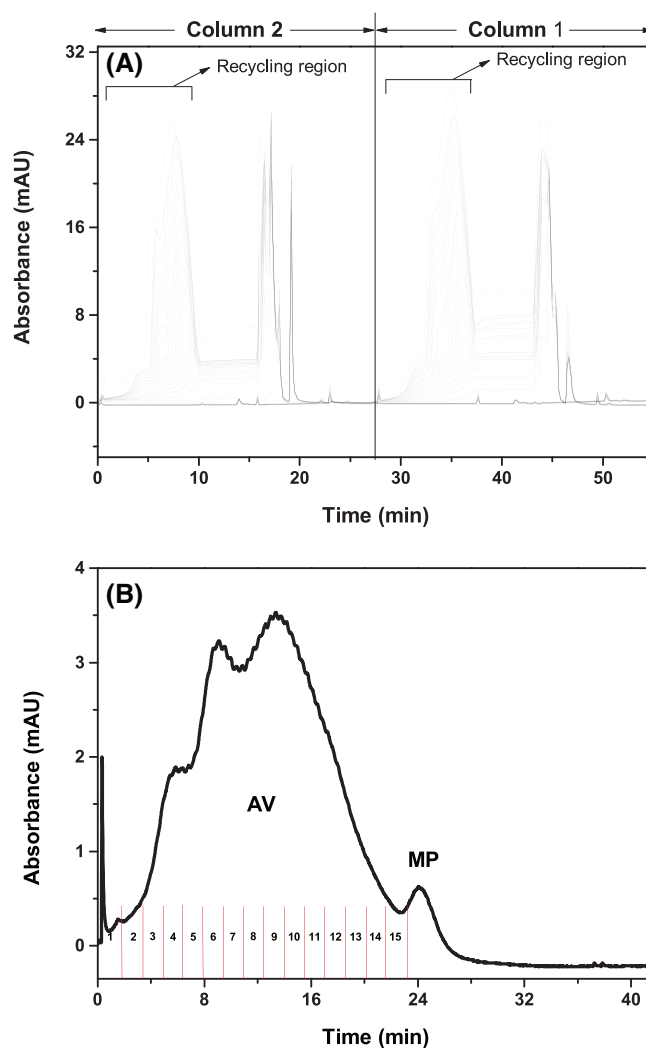 Column 2 Column 1
(A)
Recycling region Recycling region
32
24
16
8
0
Absorbance (mAU)
0 10 20 30 40 50
Time (min)
(B)
4
3
2
1
0
Absorbance (mAU)
AV
MP
1 2 3 4 5 6 7 8 9 10 11 12 13 14 15
0 8 16 24 32 40
Time (min)